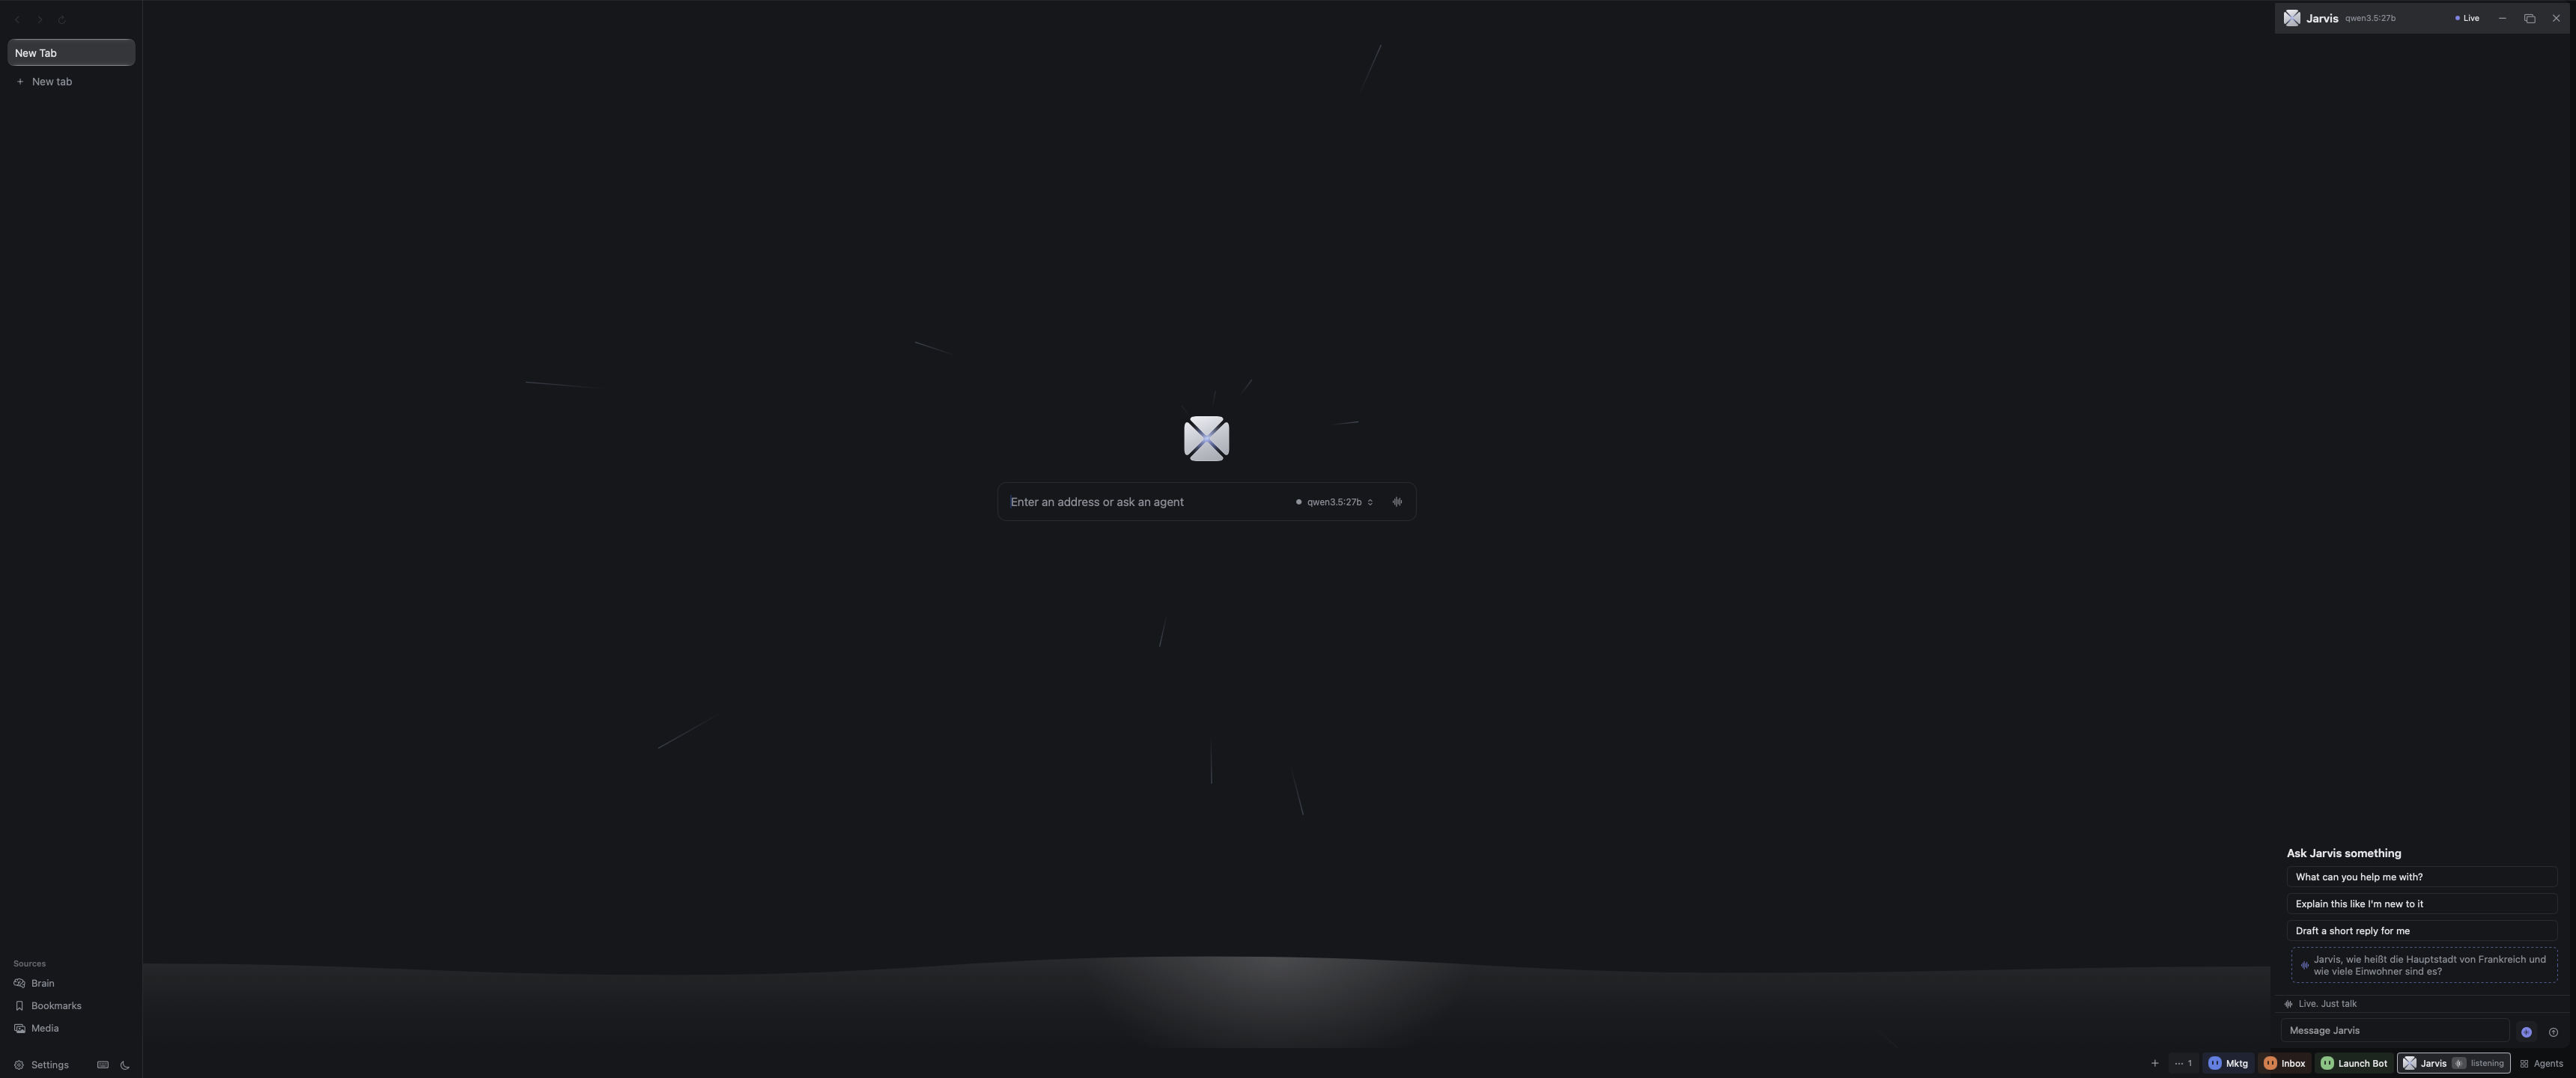 New Tab
+ New tab
Jarvis qwen3.5:27b Live
Enter an address or ask an agent qwen3.5:27b
Ask Jarvis something
What can you help me with?
Explain this like I'm new to it
Draft a short reply for me
Jarvis, wie heißt die Hauptstadt von Frankreich und
wie viele Einwohner sind es?
Live. Just talk
Message Jarvis
Sources
Brain
Bookmarks
Media
Settings
+ ··· 1 Mktg Inbox Launch Bot Jarvis listening Agents